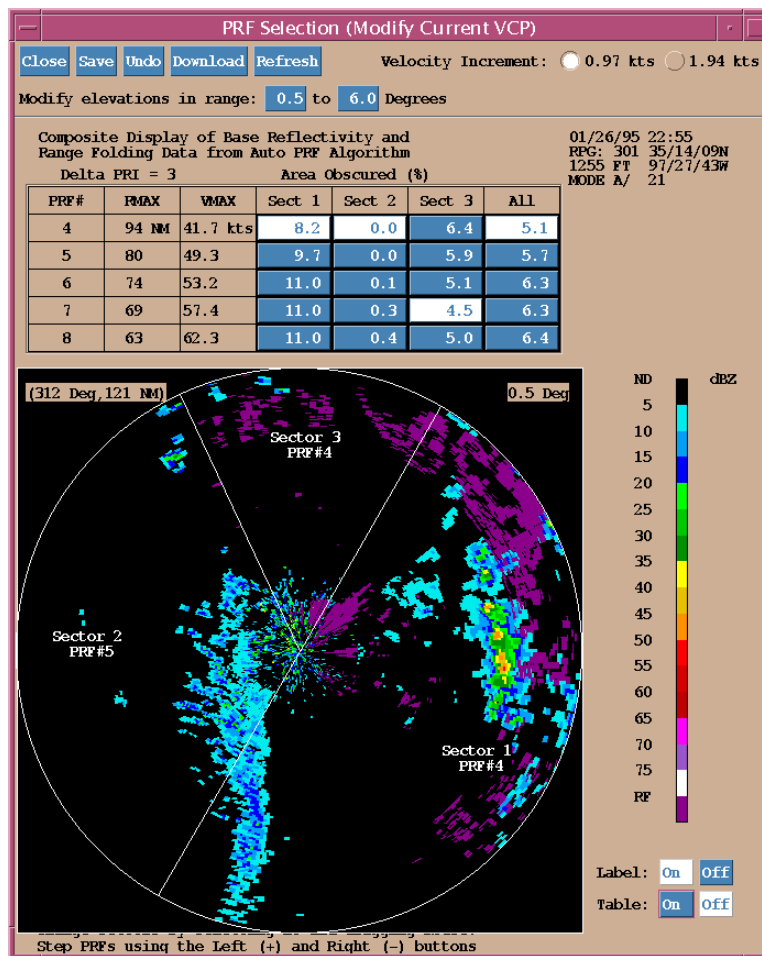 PRF Selection (Modify Current VCP)
Close Save Undo Download Refresh Velocity Increment: 0.97 kts 1.94 kts
Modify elevations in range: 0.5 to 6.0 Degrees
Composite Display of Base Reflectivity and
Range Folding Data from Auto PRF Algorithm
Delta PRI = 3 Area Obscured (%)
01/26/95 22:55
RPG: 301 35/14/09N
1255 FT 97/27/43W
MODE A/ 21
PRF# RMAX VMAX Sect 1 Sect 2 Sect 3 All
4 94 NM 41.7 kts 8.2 0.0 6.4 5.1
5 80 49.3 9.7 0.0 5.9 5.7
6 74 53.2 11.0 0.1 5.1 6.3
7 69 57.4 11.0 0.3 4.5 6.3
8 63 62.3 11.0 0.4 5.0 6.4
(312 Deg,121 NM) 0.5 Deg
Sector 3
PRF#4
Sector 2
PRF#5
Sector 1
PRF#4
ND dBZ
5
10
15
20
25
30
35
40
45
50
55
60
65
70
75
RF
Label: On Off
Table: On Off
Step PRFs using the Left (+) and Right (-) buttons